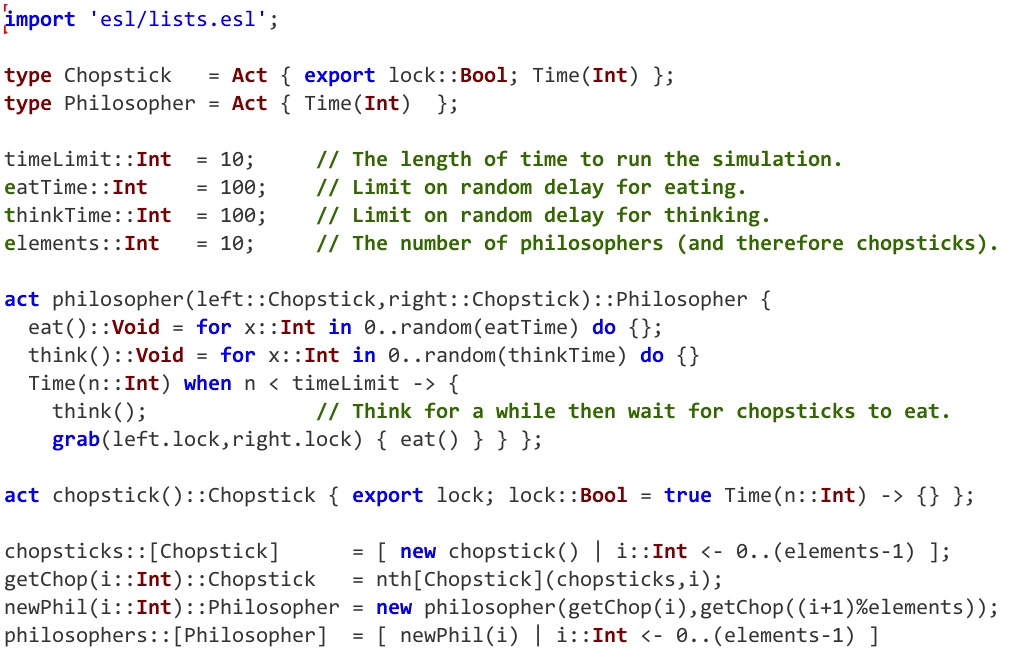 import 'esl/lists.esl';

type Chopstick   = Act { export lock::Bool; Time(Int) };
type Philosopher = Act { Time(Int)  };

timeLimit::Int  = 10;     // The length of time to run the simulation.
eatTime::Int    = 100;    // Limit on random delay for eating.
thinkTime::Int  = 100;    // Limit on random delay for thinking.
elements::Int   = 10;     // The number of philosophers (and therefore chopsticks).

act philosopher(left::Chopstick,right::Chopstick)::Philosopher {
  eat()::Void = for x::Int in 0..random(eatTime) do {};
  think()::Void = for x::Int in 0..random(thinkTime) do {}
  Time(n::Int) when n < timeLimit -> {
    think();              // Think for a while then wait for chopsticks to eat.
    grab(left.lock,right.lock) { eat() } } };

act chopstick()::Chopstick { export lock; lock::Bool = true Time(n::Int) -> {} };

chopsticks::[Chopstick]      = [ new chopstick() | i::Int <- 0..(elements-1) ];
getChop(i::Int)::Chopstick   = nth[Chopstick](chopsticks,i);
newPhil(i::Int)::Philosopher = new philosopher(getChop(i),getChop((i+1)%elements));
philosophers::[Philosopher]  = [ newPhil(i) | i::Int <- 0..(elements-1) ]